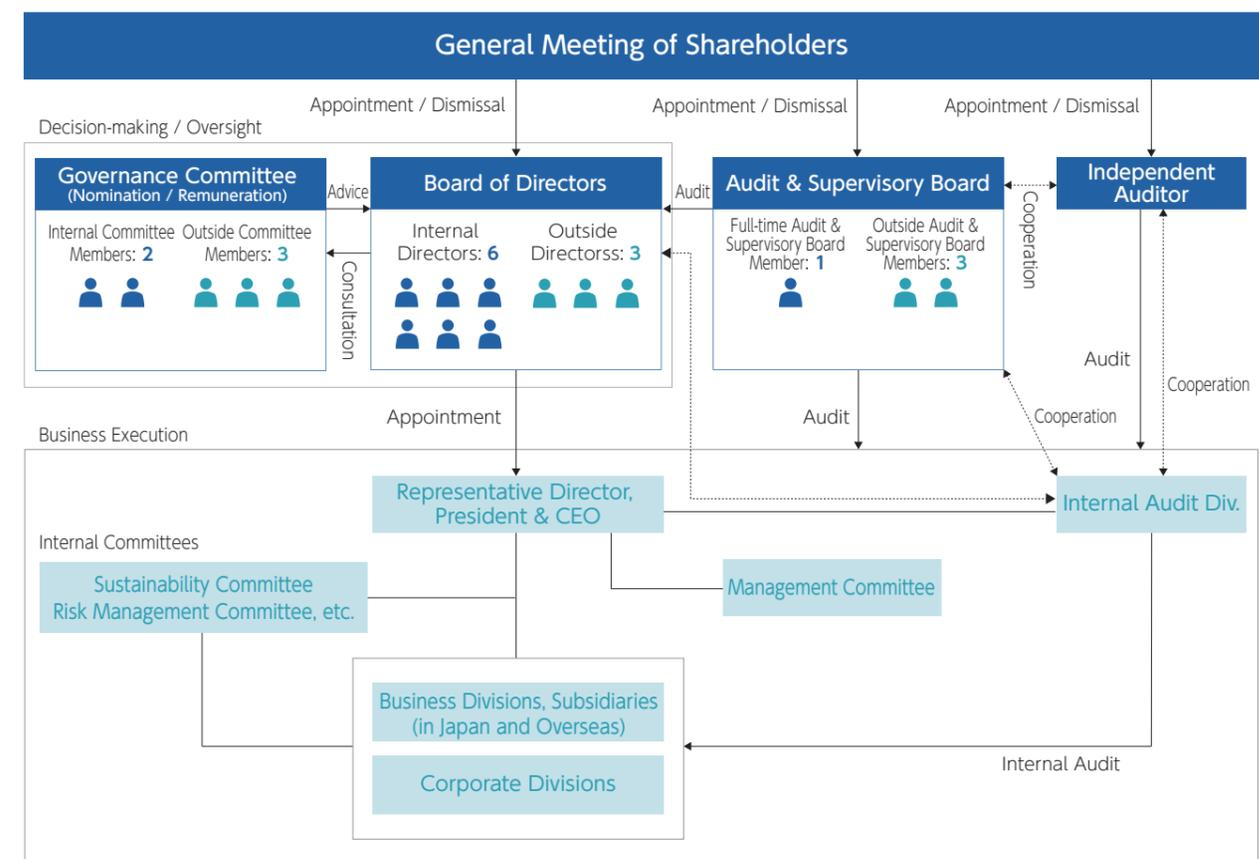 General Meeting of Shareholders
Appointment / Dismissal
Appointment / Dismissal
Appointment / Dismissal
Decision-making / Oversight
Governance Committee
(Nomination / Remuneration)
Internal Committee
Members: 2
Outside Committee
Members: 3
Advice
Consultation
Board of Directors
Internal
Directors: 6
Outside
Directorss: 3
Audit
Audit & Supervisory Board
Full-time Audit &
Supervisory Board
Member: 1
Outside Audit &
Supervisory Board
Members: 3
Cooperation
Independent
Auditor
Appointment
Audit
Cooperation
Audit
Cooperation
Business Execution
Representative Director,
President & CEO
Internal Audit Div.
Internal Committees
Sustainability Committee
Risk Management Committee, etc.
Management Committee
Business Divisions, Subsidiaries
(in Japan and Overseas)
Corporate Divisions
Internal Audit